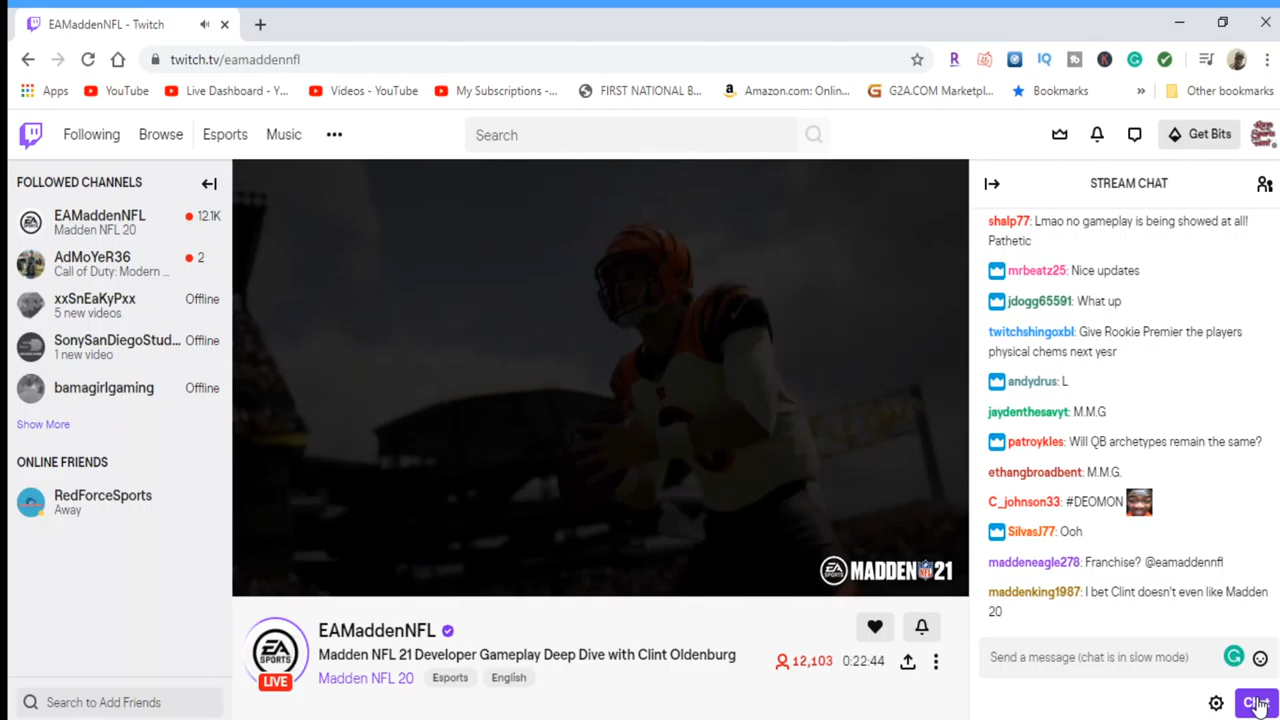 EAMaddenNFL - Twitch
twitch.tv/eamaddennfl
Apps YouTube Live Dashboard - Y... Videos - YouTube My Subscriptions -... FIRST NATIONAL B... Amazon.com: Onlin... G2A.COM Marketpl... Bookmarks » Other bookmarks
Following Browse Esports Music ••• Search Get Bits
FOLLOWED CHANNELS
EAMaddenNFL 12.1K
Madden NFL 20
AdMoYeR36 2
Call of Duty: Modern ...
xxSnEaKyPxx Offline
5 new videos
SonySanDiegoStud... Offline
1 new video
bamagirlgaming Offline
Show More
ONLINE FRIENDS
RedForceSports
Away
Search to Add Friends
EA SPORTS MADDEN NFL 21
EA SPORTS
LIVE
EAMaddenNFL
Madden NFL 21 Developer Gameplay Deep Dive with Clint Oldenburg
Madden NFL 20 Esports English
12,103 0:22:44
STREAM CHAT
shalp77: Lmao no gameplay is being showed at all!
Pathetic
mrbeatz25: Nice updates
jdogg65591: What up
twitchshingoxbl: Give Rookie Premier the players
physical chems next yesr
andydrus: L
jaydenthesavyt: M.M.G
patroykles: Will QB archetypes remain the same?
ethangbroadbent: M.M.G.
C_johnson33: #DEOMON
SilvasJ77: Ooh
maddeneagle278: Franchise? @eamaddennfl
maddenking1987: I bet Clint doesn't even like Madden
20
Send a message (chat is in slow mode)